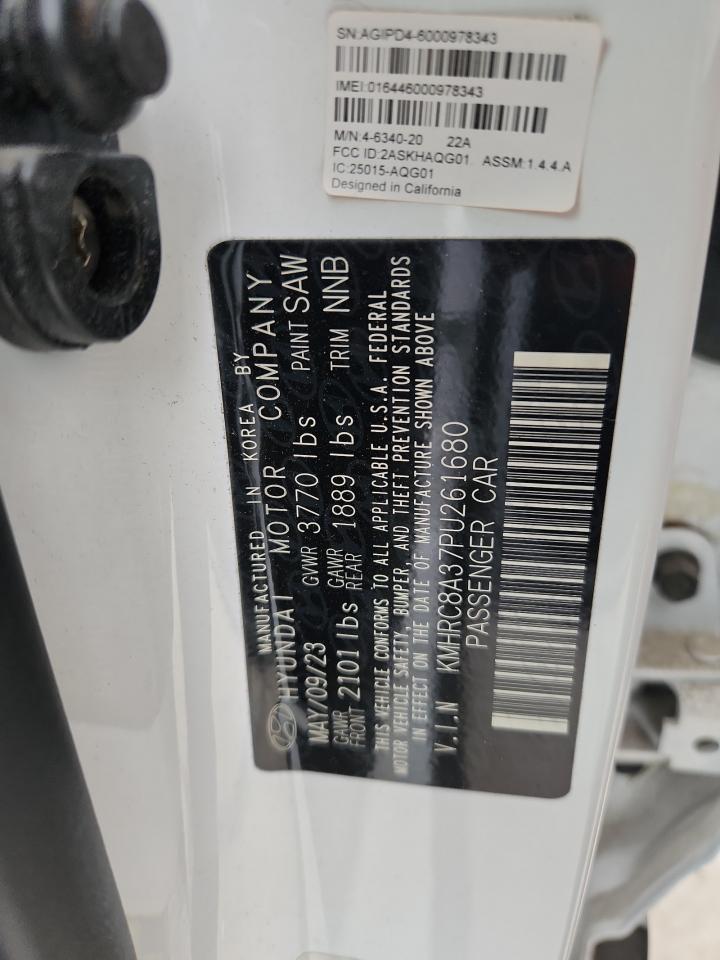 SN:AGIPD4-6000978343
IMEI:016446000978343
M/N:4-6340-20 22A
FCC ID:2ASKHAQG01 ASSM:1.4.4.A
IC:25015-AQG01
Designed in California
MANUFACTURED IN KOREA BY
HYUNDAI MOTOR COMPANY
MAY/09/23 GVWR 3770 lbs PAINT SAW
GAWR FRONT 2101 lbs GAWR REAR 1889 lbs TRIM NNB
THIS VEHICLE CONFORMS TO ALL APPLICABLE U.S.A. FEDERAL
MOTOR VEHICLE SAFETY, BUMPER, AND THEFT PREVENTION STANDARDS
IN EFFECT ON THE DATE OF MANUFACTURE SHOWN ABOVE
V.I.N KMHRC8A37PU261680
PASSENGER CAR